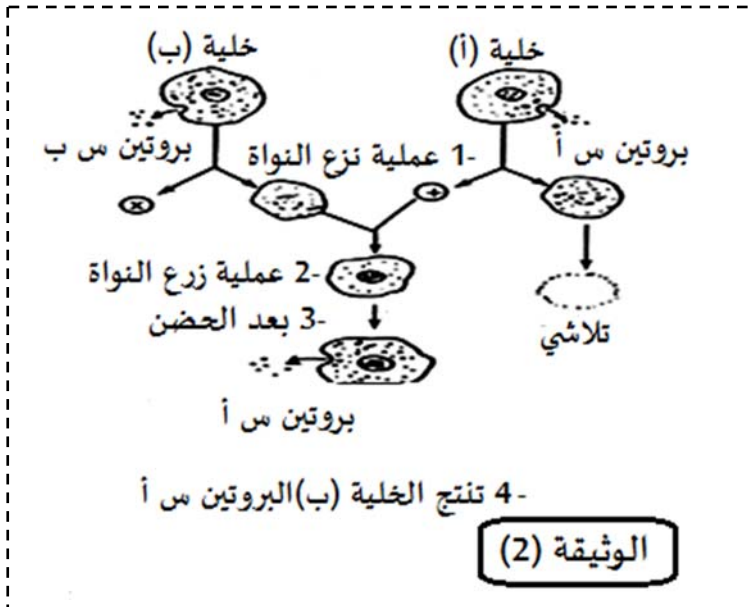 خلية (أ)
خلية (ب)
بروتين س أ
1- عملية نزع النواة
بروتين س ب
2- عملية زرع النواة
3- بعد الحضن
تلاشي
بروتين س أ
4- تنتج الخلية (ب)البروتين س أ
الوثيقة (2)